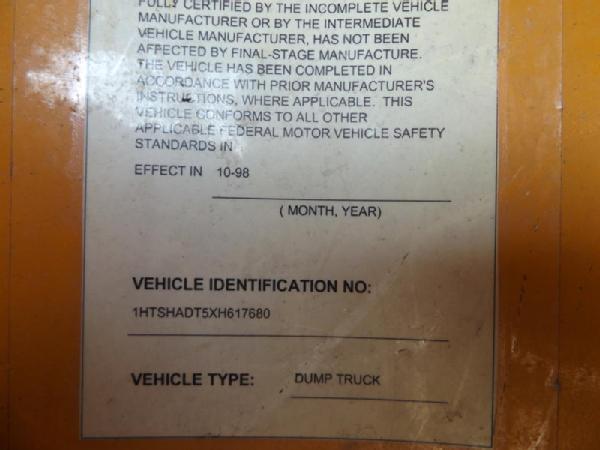 FULLY CERTIFIED BY THE INCOMPLETE VEHICLE
MANUFACTURER OR BY THE INTERMEDIATE
VEHICLE MANUFACTURER, HAS NOT BEEN
AFFECTED BY FINAL-STAGE MANUFACTURE.
THE VEHICLE HAS BEEN COMPLETED IN
ACCORDANCE WITH PRIOR MANUFACTURER'S
INSTRUCTIONS, WHERE APPLICABLE. THIS
VEHICLE CONFORMS TO ALL OTHER
APPLICABLE FEDERAL MOTOR VEHICLE SAFETY
STANDARDS IN
EFFECT IN 10-98
( MONTH, YEAR)
VEHICLE IDENTIFICATION NO:
1HTSHADT5XH617680
VEHICLE TYPE: DUMP TRUCK